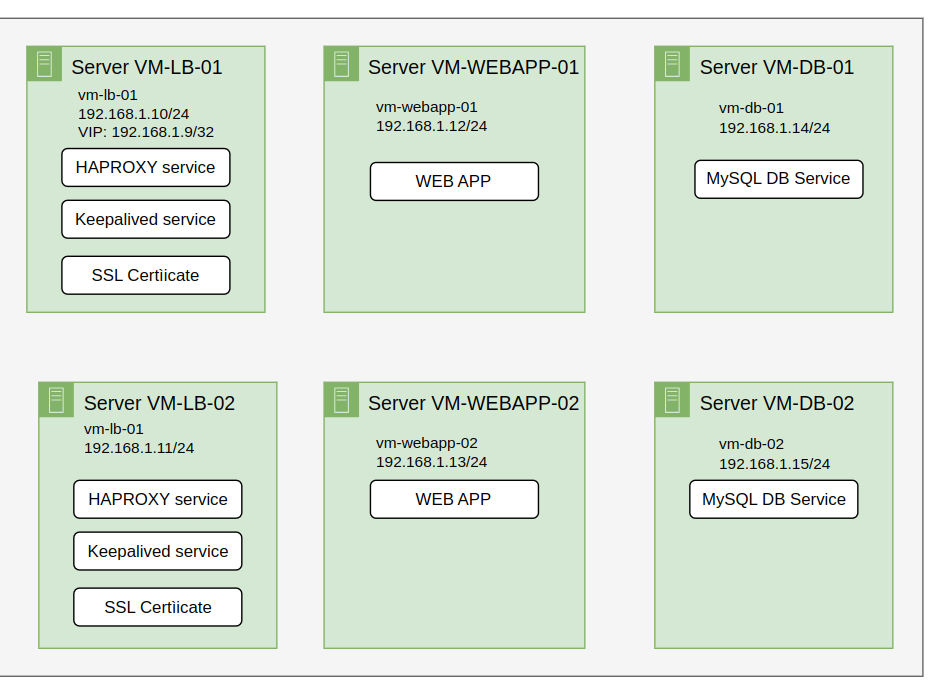 Server VM-LB-01
vm-lb-01
192.168.1.10/24
VIP: 192.168.1.9/32
HAPROXY service
Keepalived service
SSL Certìicate
Server VM-WEBAPP-01
vm-webapp-01
192.168.1.12/24
WEB APP
Server VM-DB-01
vm-db-01
192.168.1.14/24
MySQL DB Service
Server VM-LB-02
vm-lb-01
192.168.1.11/24
HAPROXY service
Keepalived service
SSL Certìicate
Server VM-WEBAPP-02
vm-webapp-02
192.168.1.13/24
WEB APP
Server VM-DB-02
vm-db-02
192.168.1.15/24
MySQL DB Service